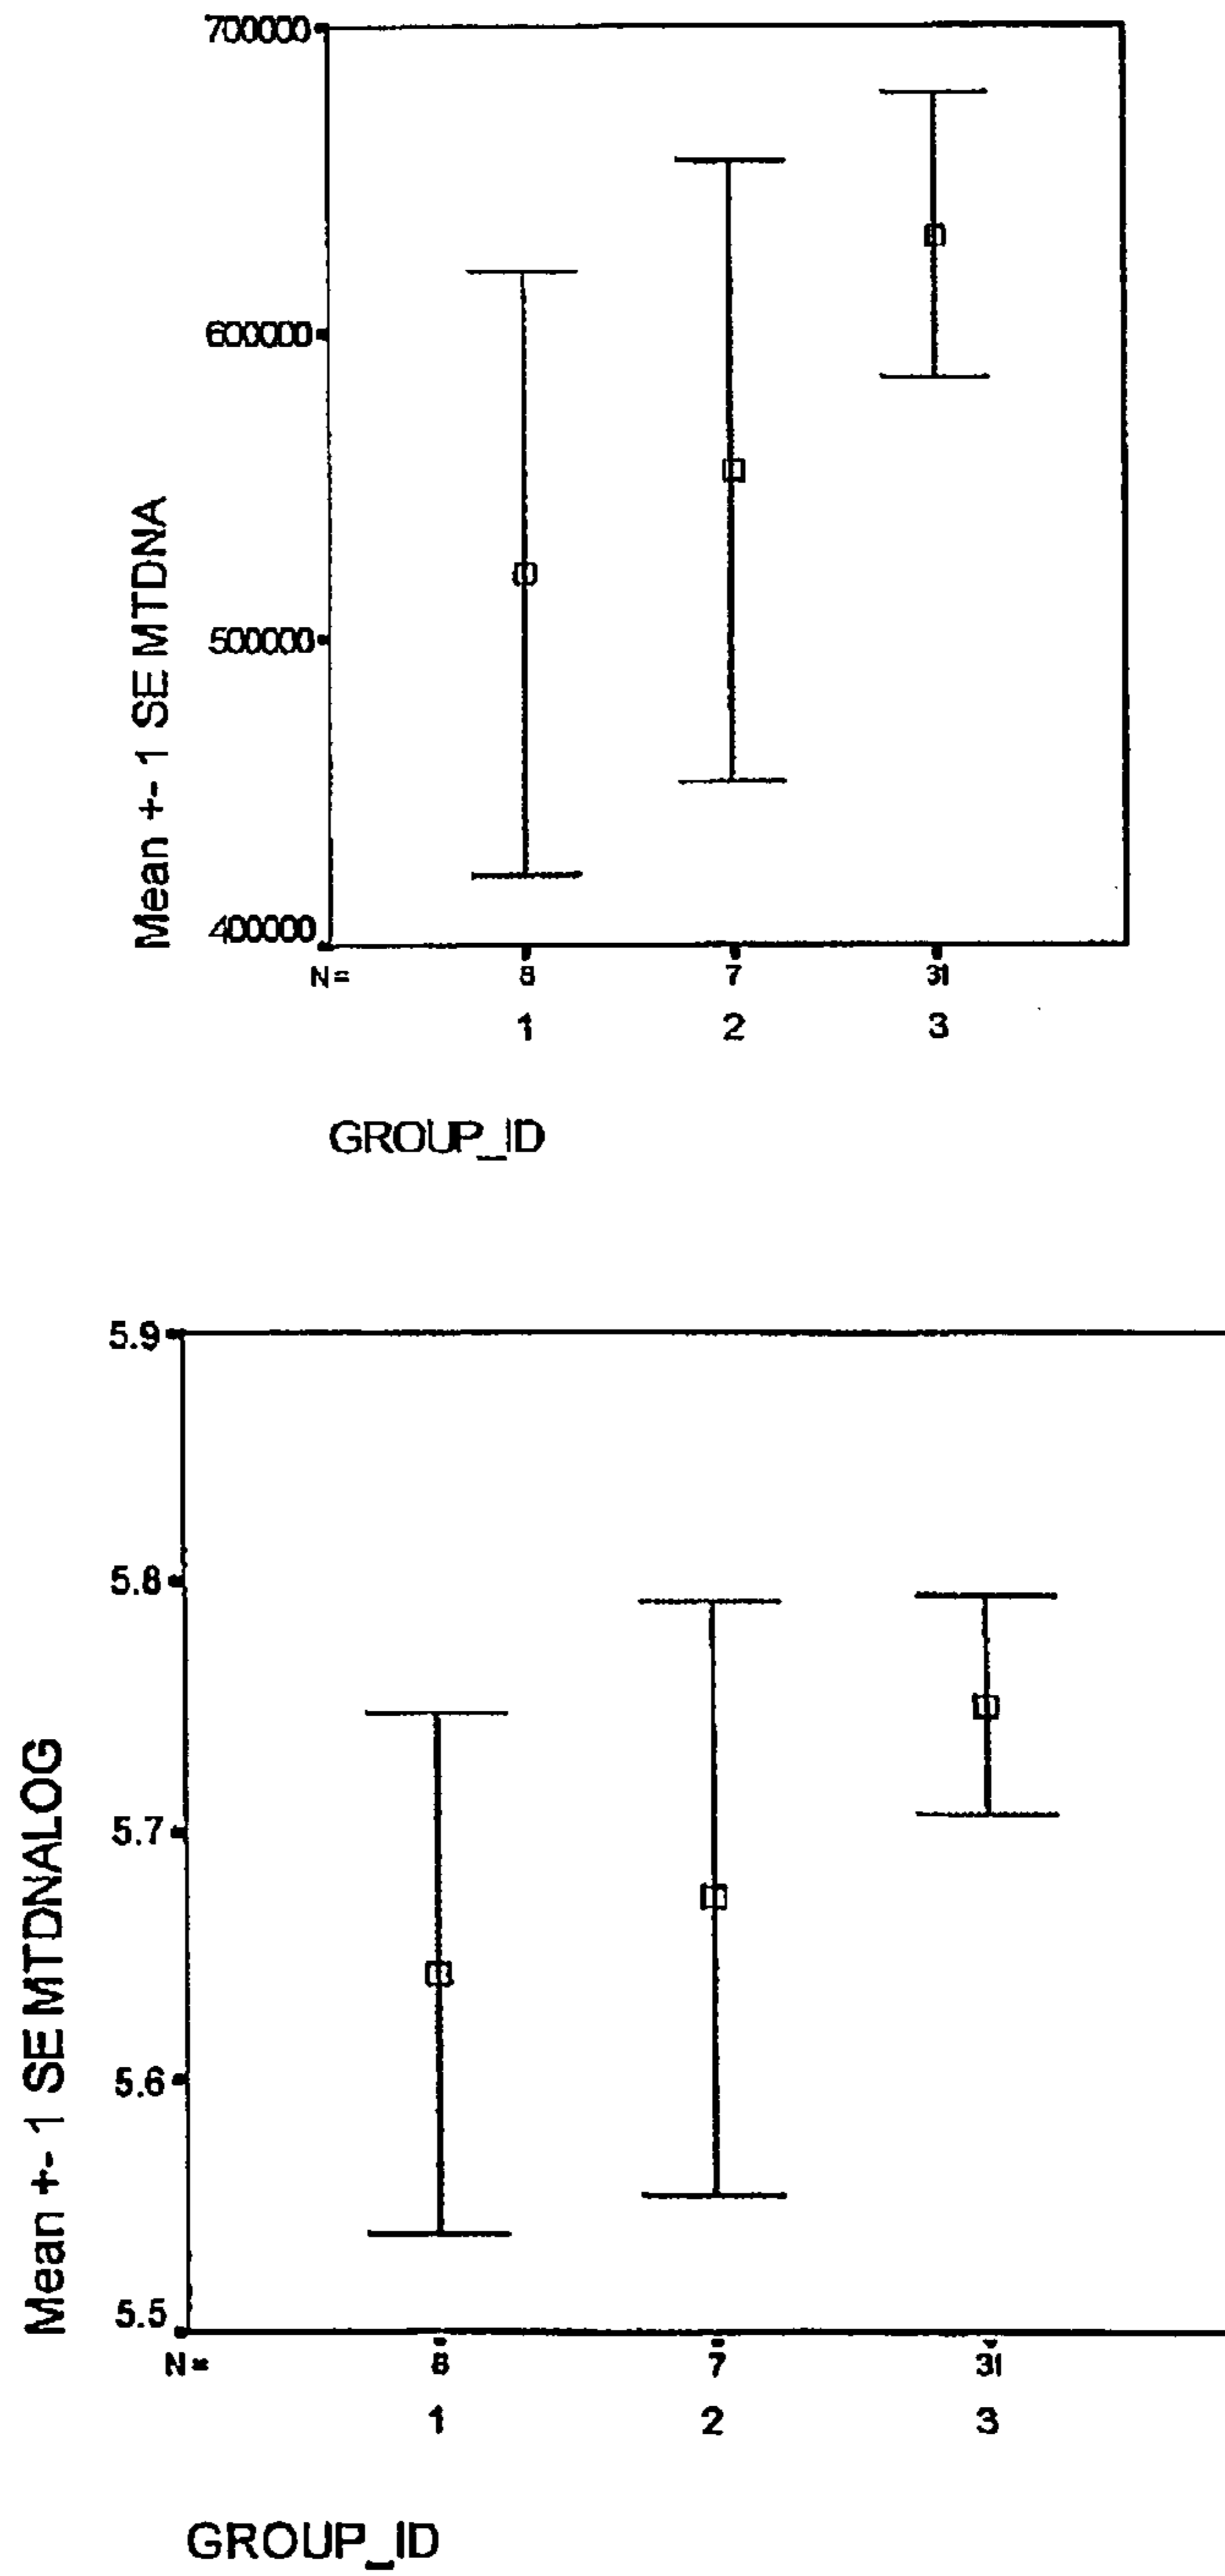 Mean +- 1 SE MTDNA
700000
600000
500000
400000
N= 8 7 31
1 2 3
GROUP_ID
Mean +- 1 SE MTDNALOG
5.9
5.8
5.7
5.6
5.5
N= 8 7 31
1 2 3
GROUP_ID